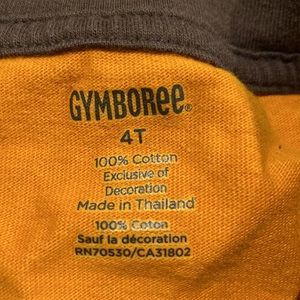 GYMBOREE®
4T
100% Cotton
Exclusive of
Decoration
Made in Thailand
100% Coton
Sauf la décoration
RN70530/CA31802